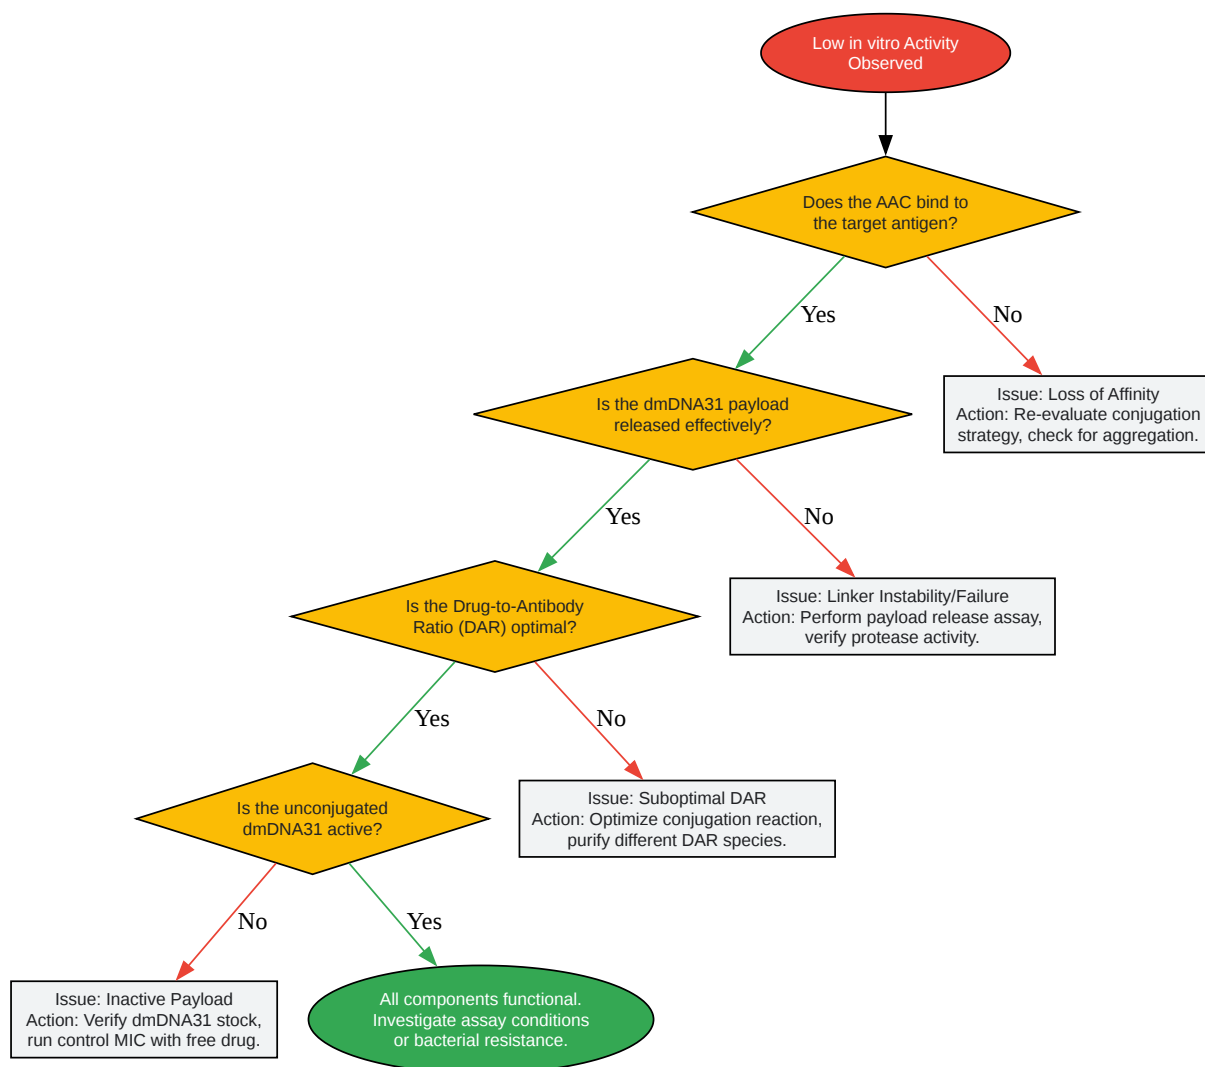 Low in vitro Activity
Observed
Does the AAC bind to
the target antigen?
Yes
No
Issue: Loss of Affinity
Action: Re-evaluate conjugation
strategy, check for aggregation.
Is the dmDNA31 payload
released effectively?
Yes
No
Issue: Linker Instability/Failure
Action: Perform payload release assay,
verify protease activity.
Is the Drug-to-Antibody
Ratio (DAR) optimal?
Yes
No
Issue: Suboptimal DAR
Action: Optimize conjugation reaction,
purify different DAR species.
Is the unconjugated
dmDNA31 active?
No
Yes
Issue: Inactive Payload
Action: Verify dmDNA31 stock,
run control MIC with free drug.
All components functional.
Investigate assay conditions
or bacterial resistance.